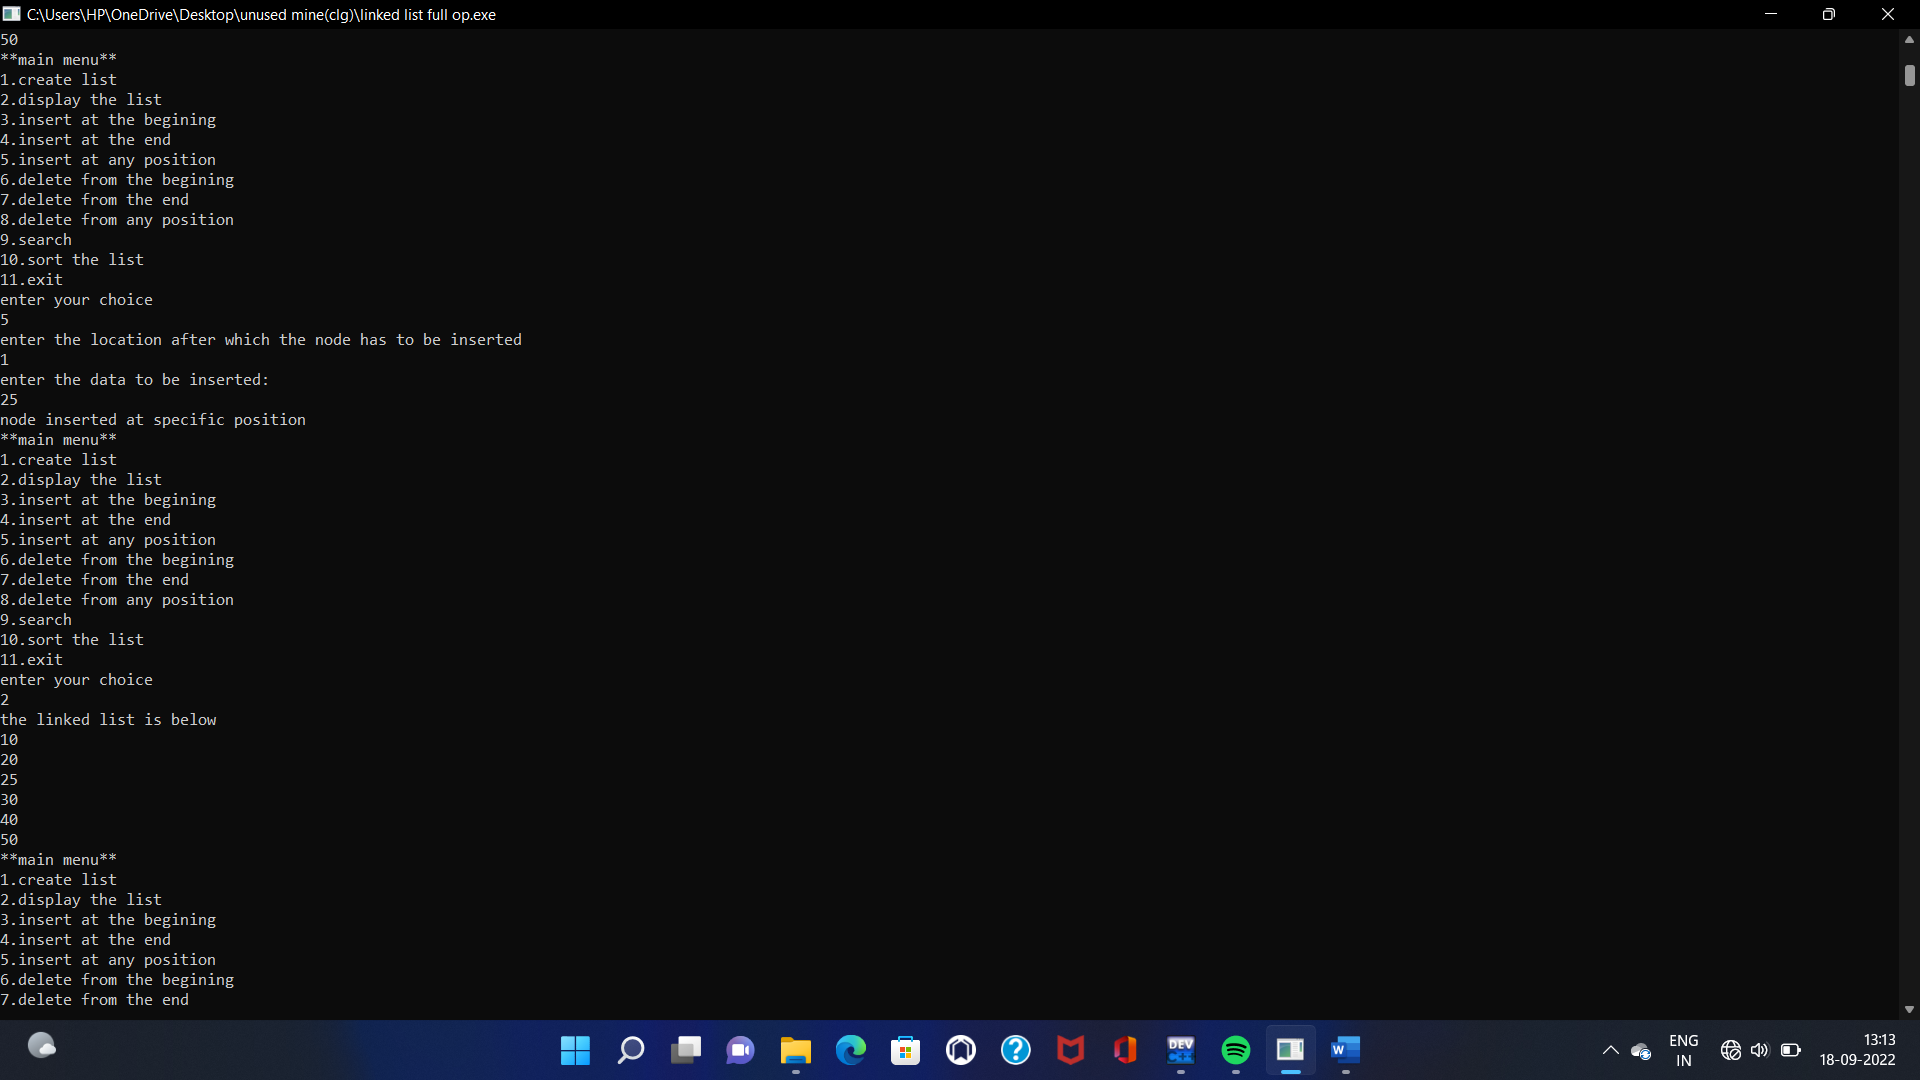 C:\Users\HP\OneDrive\Desktop\unused mine(clg)\linked list full op.exe
50
**main menu**
1.create list
2.display the list
3.insert at the begining
4.insert at the end
5.insert at any position
6.delete from the begining
7.delete from the end
8.delete from any position
9.search
10.sort the list
11.exit
enter your choice
5
enter the location after which the node has to be inserted
1
enter the data to be inserted:
25
node inserted at specific position
**main menu**
1.create list
2.display the list
3.insert at the begining
4.insert at the end
5.insert at any position
6.delete from the begining
7.delete from the end
8.delete from any position
9.search
10.sort the list
11.exit
enter your choice
2
the linked list is below
10
20
25
30
40
50
**main menu**
1.create list
2.display the list
3.insert at the begining
4.insert at the end
5.insert at any position
6.delete from the begining
7.delete from the end
DEV
C++
W
ENG
IN
13:13
18-09-2022